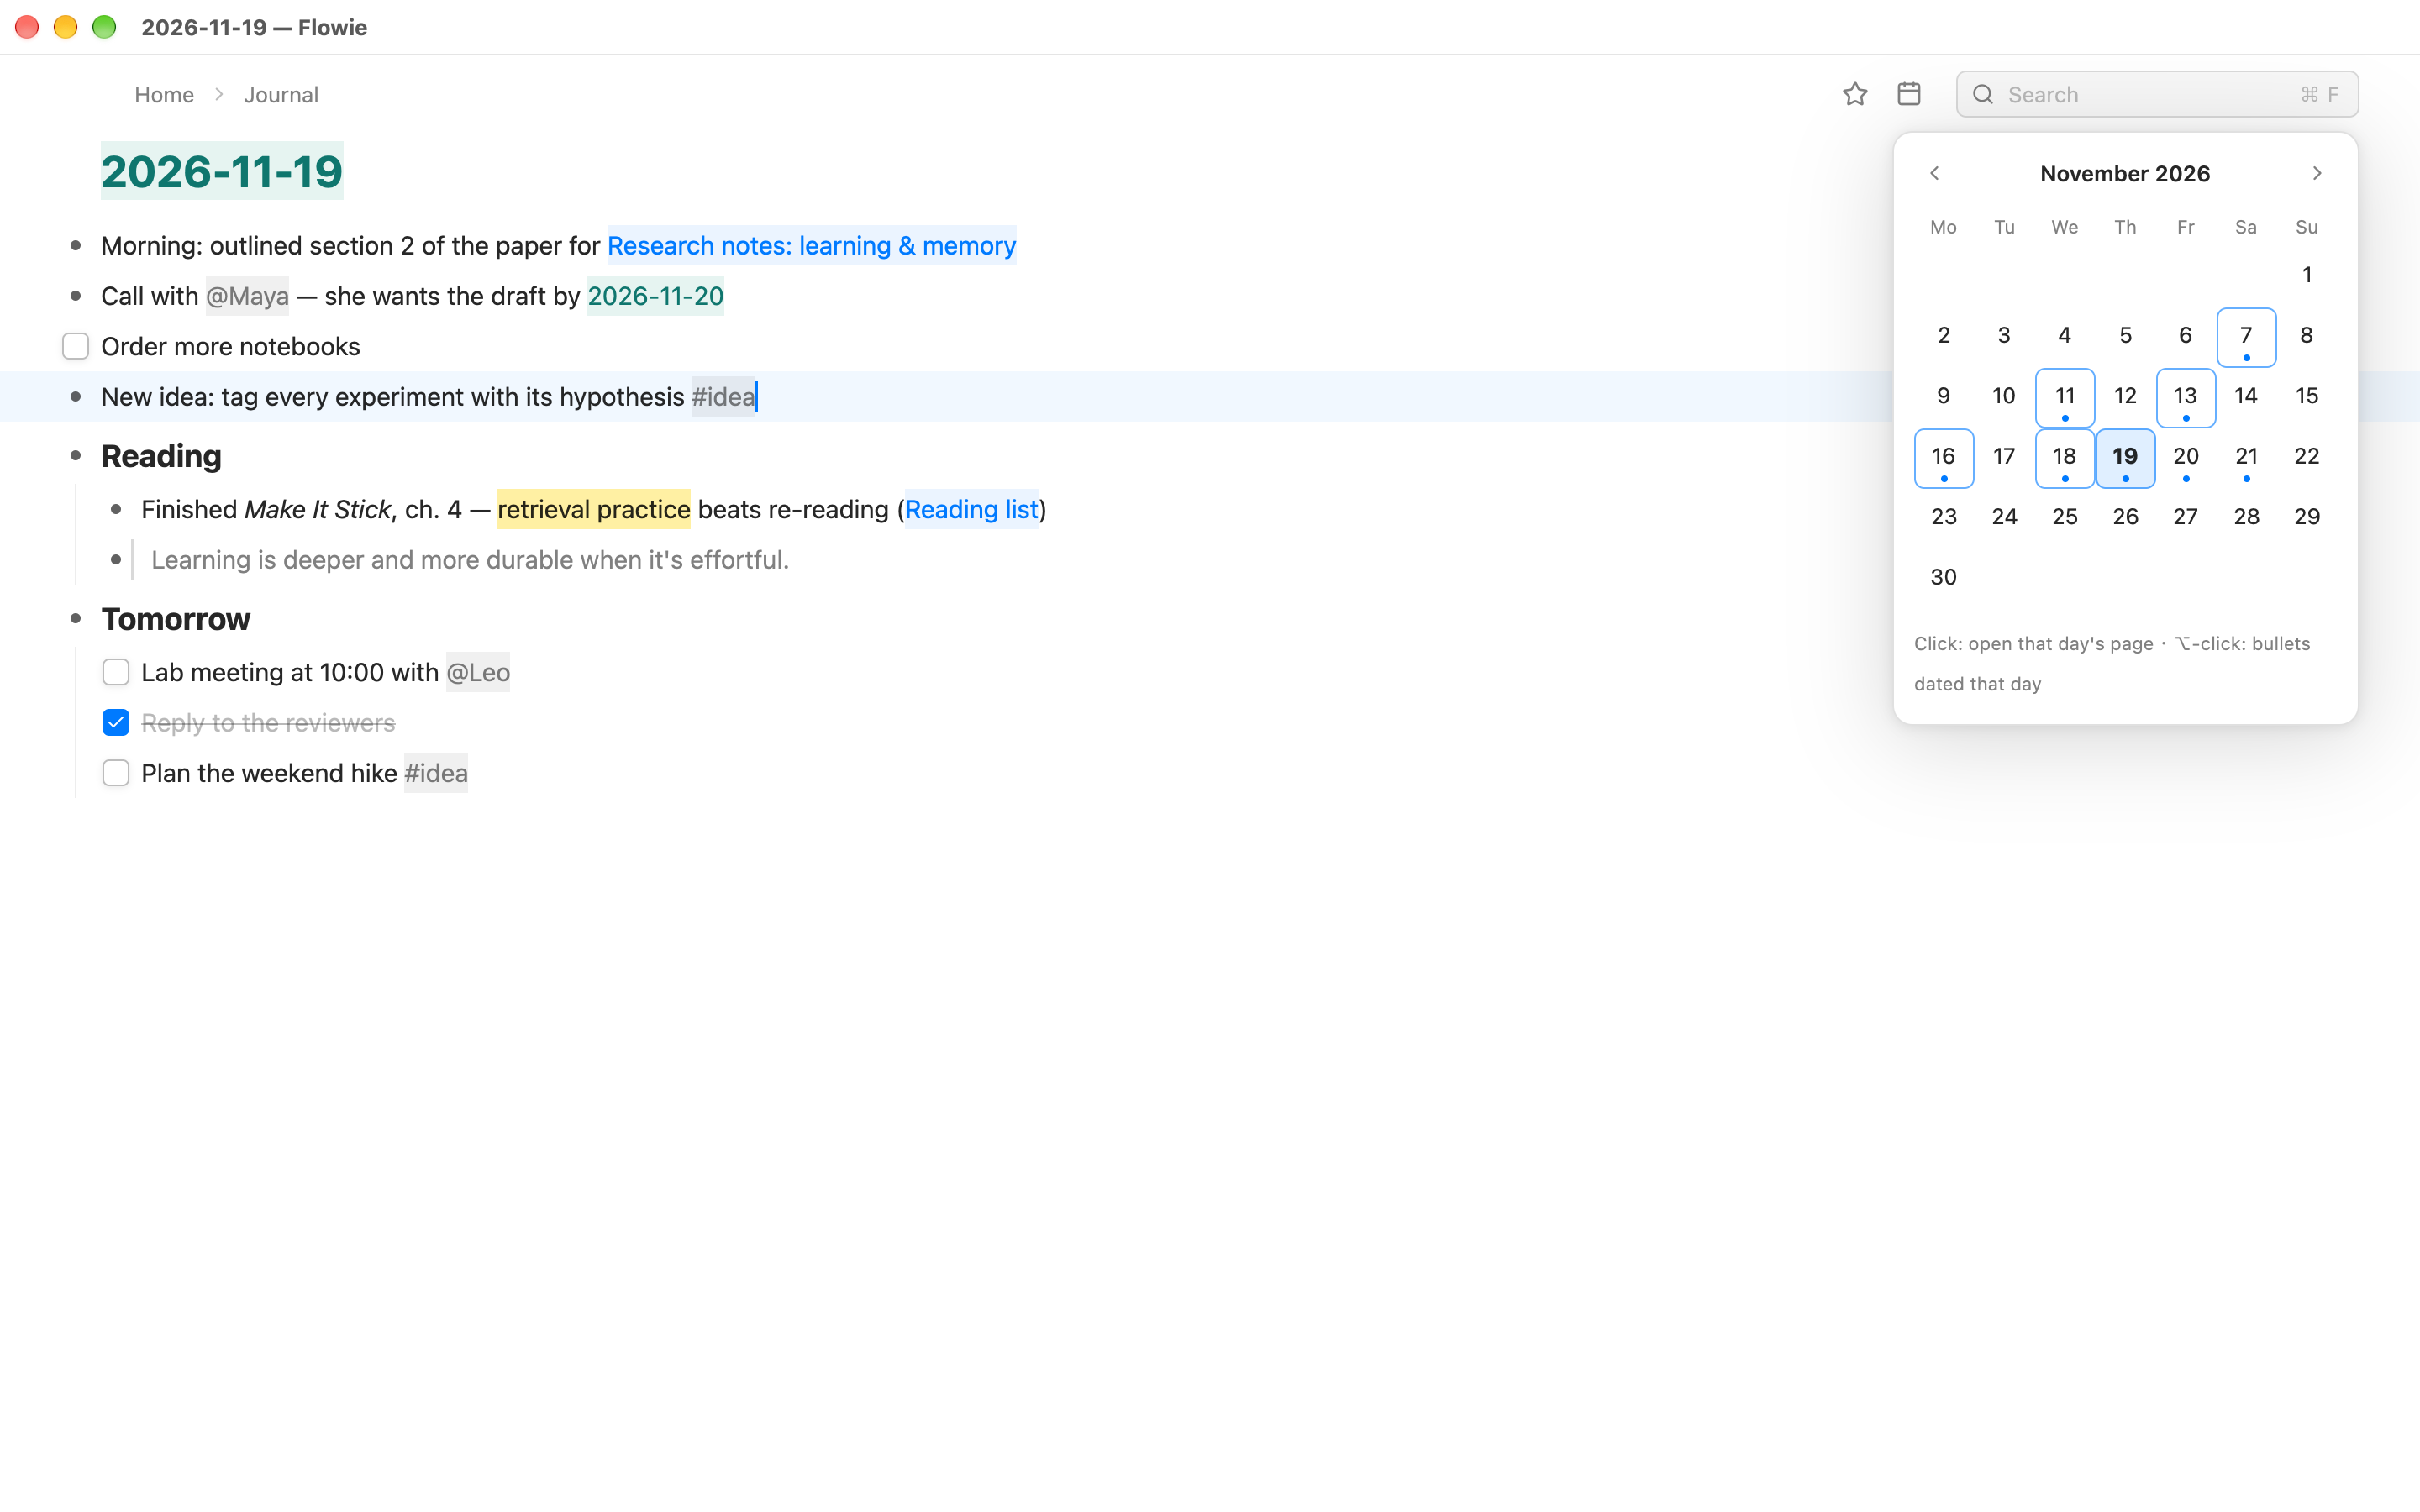 2026-11-19 — Flowie
Home > Journal
Search ⌘ F
2026-11-19
Morning: outlined section 2 of the paper for Research notes: learning & memory
Call with @Maya — she wants the draft by 2026-11-20
Order more notebooks
New idea: tag every experiment with its hypothesis #idea
Reading
Finished Make It Stick, ch. 4 — retrieval practice beats re-reading (Reading list)
Learning is deeper and more durable when it's effortful.
Tomorrow
Lab meeting at 10:00 with @Leo
Reply to the reviewers
Plan the weekend hike #idea
November 2026
Mo Tu We Th Fr Sa Su
1
2 3 4 5 6 7 8
9 10 11 12 13 14 15
16 17 18 19 20 21 22
23 24 25 26 27 28 29
30
Click: open that day's page · ⌥-click: bullets
dated that day